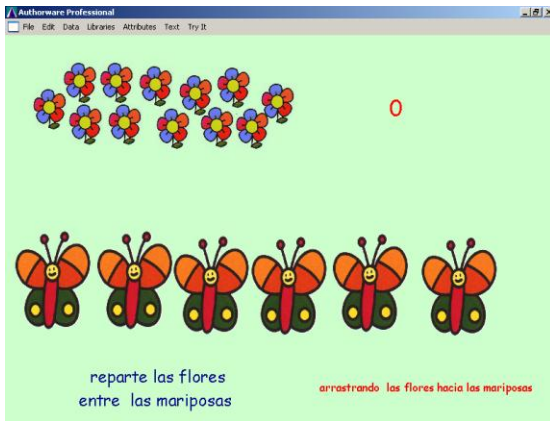 Authorware Professional
File Edit Data Libraries Attributes Text Try It
0
reparte las flores
entre las mariposas
arrastrando las flores hacia las mariposas